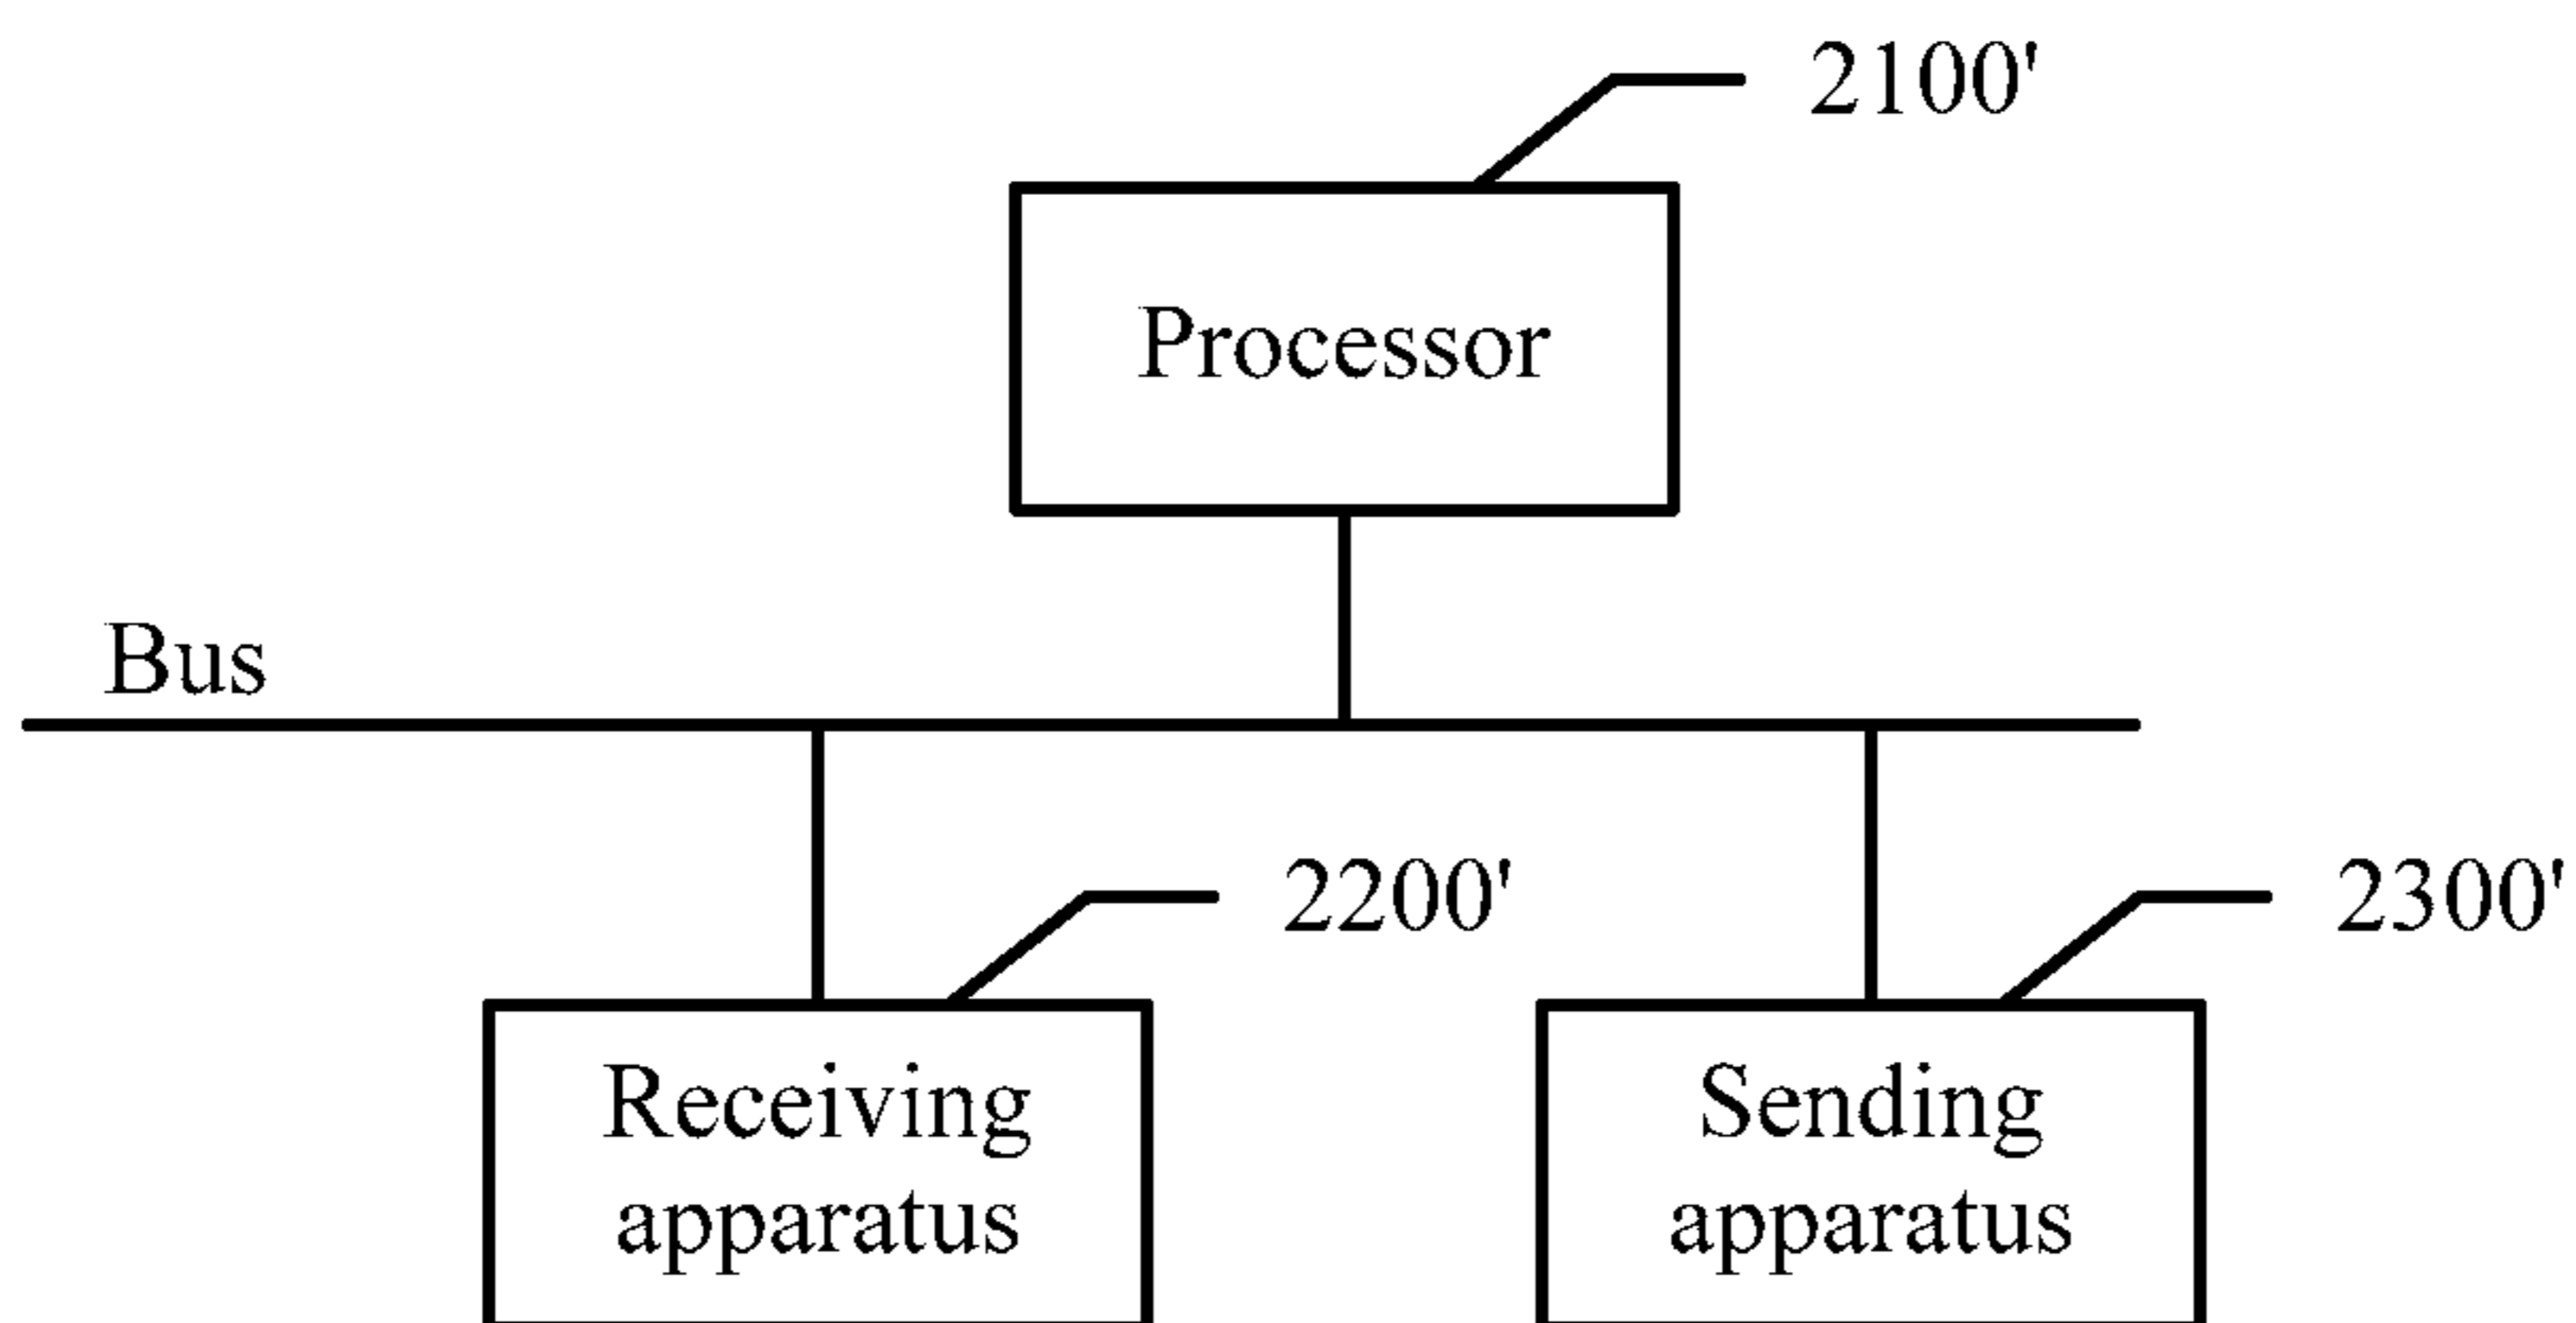 2100'
Processor
Bus
2200'
2300'
Receiving
apparatus
Sending
apparatus